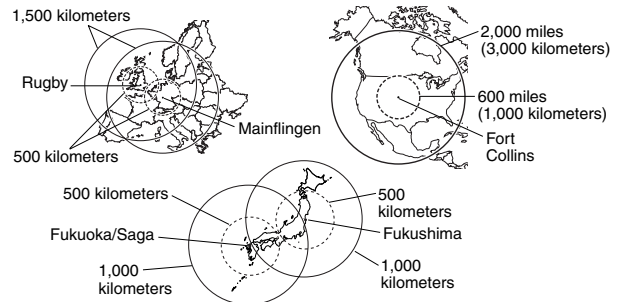 1,500 kilometers
Rugby
500 kilometers
Mainflingen
2,000 miles
(3,000 kilometers)
600 miles
(1,000 kilometers)
Fort
Collins
500 kilometers
Fukuoka/Saga
1,000
kilometers
500
kilometers
Fukushima
1,000
kilometers